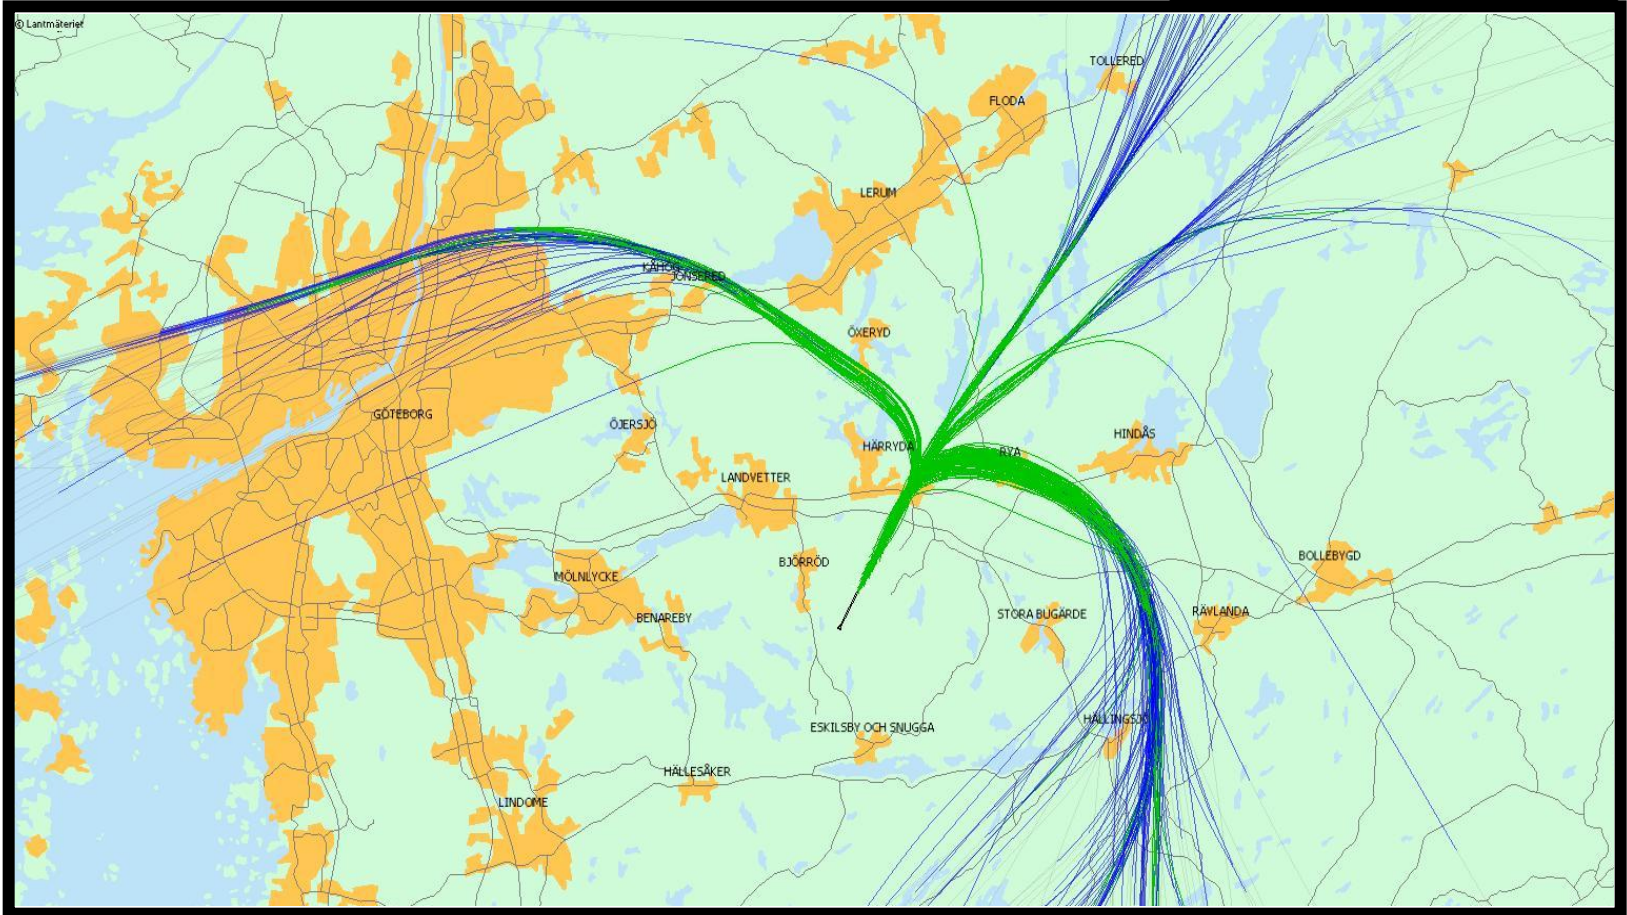 © Lantmäteriet
TOLLERED
FLODA
LERUM
KÅHÖG
JONSERED
ÖXERYD
GÖTEBORG
ÖJERSJÖ
HINDÅS
HÄRRYDA
RYA
LANDVETTER
BOLLEBYGD
BJÖRRÖD
MÖLNLYCKE
RÄVLANDA
STORA BUGÄRDE
BENAREBY
HÄLLINGSJÖ
ESKILSBY OCH SNUGGA
HÄLLESÅKER
LINDOME